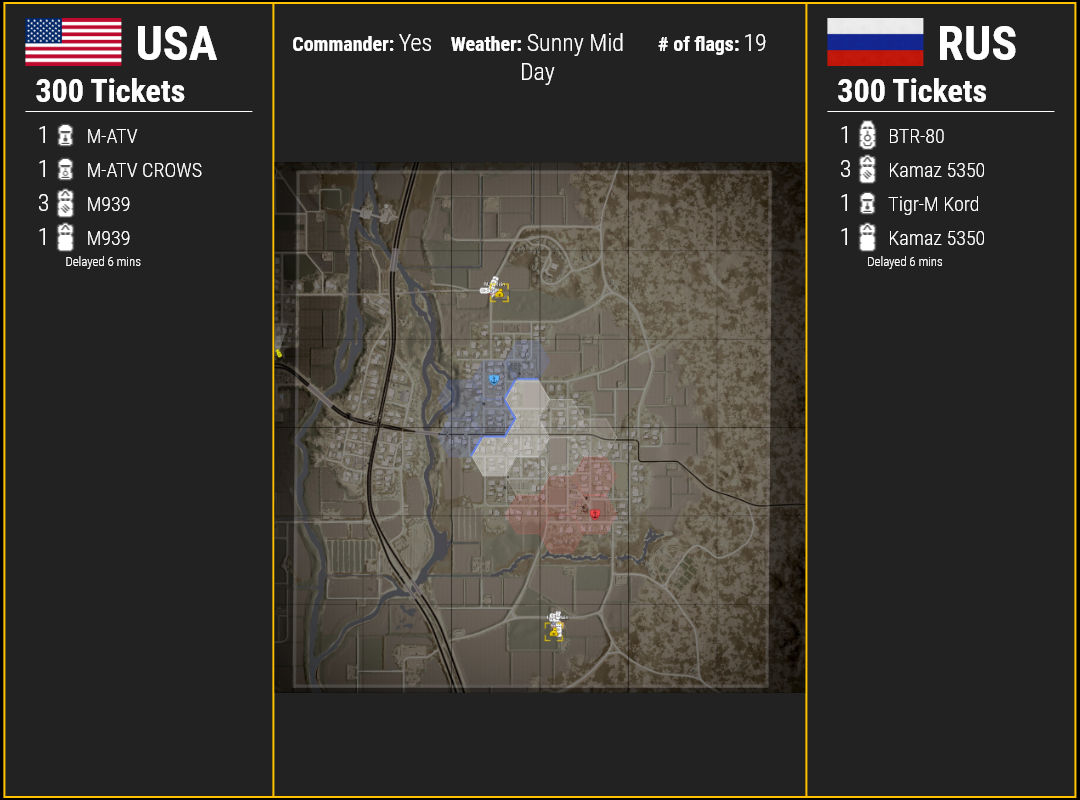 USA
300 Tickets
1 M-ATV
1 M-ATV CROWS
3 M939
1 M939
Delayed 6 mins
Commander: Yes Weather: Sunny Mid Day # of flags: 19
RUS
300 Tickets
1 BTR-80
3 Kamaz 5350
1 Tigr-M Kord
1 Kamaz 5350
Delayed 6 mins